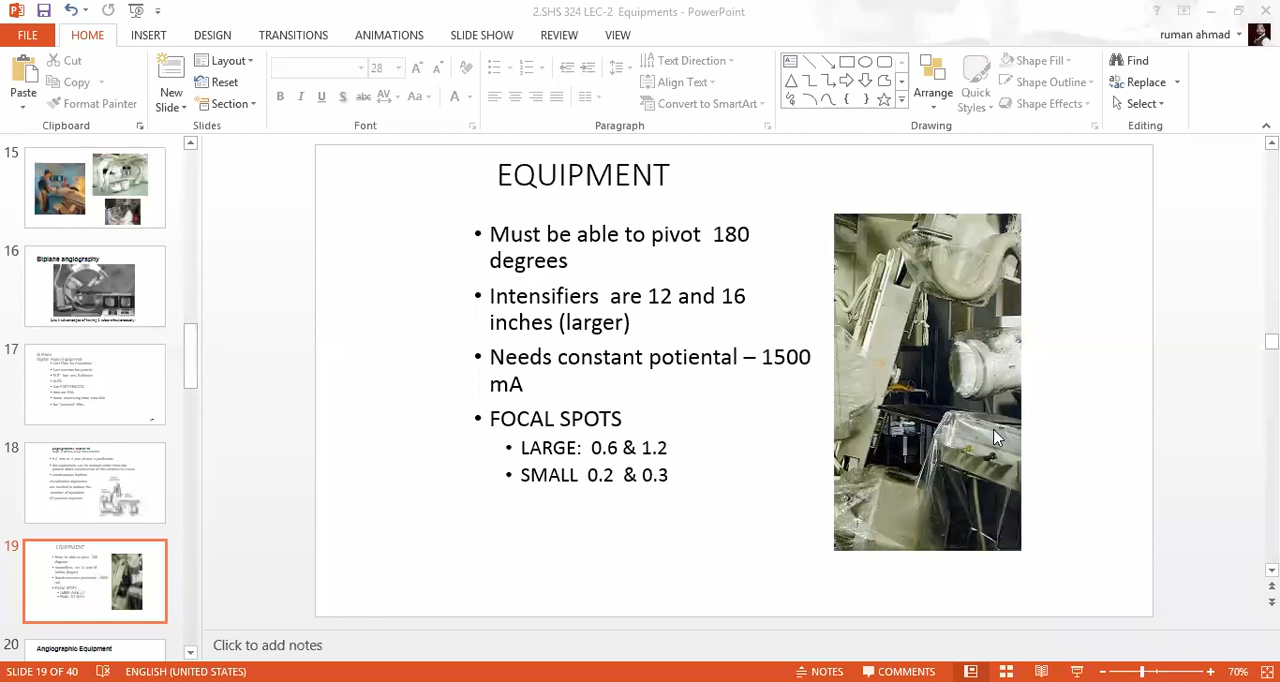 2.SHS 324 LEC-2 Equipments - PowerPoint
FILE HOME INSERT DESIGN TRANSITIONS ANIMATIONS SLIDE SHOW REVIEW VIEW ruman ahmad
Cut
Copy
Format Painter
Paste
Clipboard
New
Slide
Layout
Reset
Section
Slides
28
B I U S abc AV Aa A
Font
Text Direction
Align Text
Convert to SmartArt
Paragraph
Arrange
Quick
Styles
Shape Fill
Shape Outline
Shape Effects
Drawing
Find
Replace
Select
Editing
15
16
Biplane angiography
17
18
19
EQUIPMENT
20
Angiographic Equipment
EQUIPMENT
• Must be able to pivot 180
degrees
• Intensifiers are 12 and 16
inches (larger)
• Needs constant potiental – 1500
mA
• FOCAL SPOTS
• LARGE: 0.6 & 1.2
• SMALL 0.2 & 0.3
Click to add notes
SLIDE 19 OF 40 ENGLISH (UNITED STATES) NOTES COMMENTS 70%